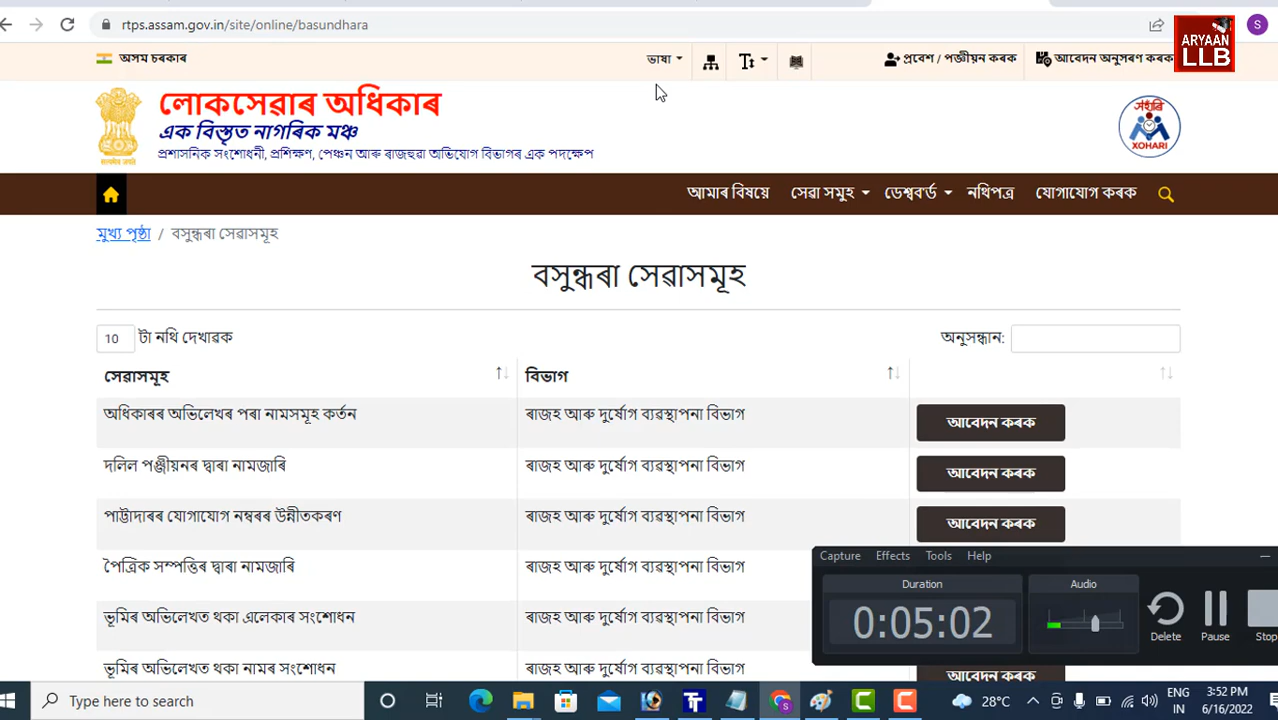 rtps.assam.gov.in/site/online/basundhara
S
ARYAAN
LLB
অসম চৰকাৰ
ভাষা
প্ৰবেশ / পঞ্জীয়ন কৰক
আবেদন অনুসৰণ কৰক
লোকসেৱাৰ অধিকাৰ
এক বিস্তৃত নাগৰিক মঞ্চ
প্ৰশাসনিক সংশোধনী, প্ৰশিক্ষণ, পেঞ্চন আৰু ৰাজহুৱা অভিযোগ বিভাগৰ এক পদক্ষেপ
XOHARI
আমাৰ বিষয়ে
সেৱা সমূহ
ডেশ্বৰ্ড
নথিপত্ৰ
যোগাযোগ কৰক
মুখ্য পৃষ্ঠা / বসুন্ধৰা সেৱাসমূহ
বসুন্ধৰা সেৱাসমূহ
10 টা নথি দেখাৱক
অনুসন্ধান:
সেৱাসমূহ
বিভাগ
অধিকাৰৰ অভিলেখৰ পৰা নামসমূহ কৰ্তন
ৰাজহ আৰু দুৰ্যোগ ব্যৱস্থাপনা বিভাগ
আবেদন কৰক
দলিল পঞ্জীয়নৰ দ্বাৰা নামজাৰি
ৰাজহ আৰু দুৰ্যোগ ব্যৱস্থাপনা বিভাগ
আবেদন কৰক
পাট্টাদাৰৰ যোগাযোগ নম্বৰৰ উন্নীতকৰণ
ৰাজহ আৰু দুৰ্যোগ ব্যৱস্থাপনা বিভাগ
আবেদন কৰক
পৈত্ৰিক সম্পত্তিৰ দ্বাৰা নামজাৰি
ৰাজহ আৰু দুৰ্যোগ ব্যৱস্থাপনা বিভাগ
ভূমিৰ অভিলেখত থকা এলেকাৰ সংশোধন
ৰাজহ আৰু দুৰ্যোগ ব্যৱস্থাপনা বিভাগ
ভূমিৰ অভিলেখত থকা নামৰ সংশোধন
ৰাজহ আৰু দুৰ্যোগ ব্যৱস্থাপনা বিভাগ
আবেদন কৰক
Capture Effects Tools Help
Duration
Audio
0:05:02
Delete
Pause
Stop
Type here to search
28°C
ENG
IN
3:52 PM
6/16/2022